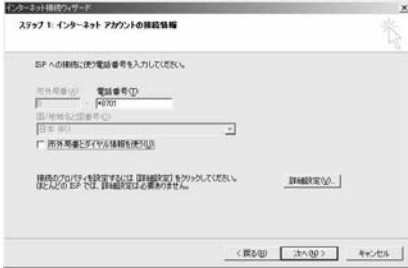 インターネット接続ウィザード
ステップ 1: インターネット アカウントの接続情報
ISP への接続に使う電話番号を入力してください。
市外局番(A) 電話番号(T)
0 - *8701
国/地域名と国番号(C)
日本 (81)
市外局番とダイヤル情報を使う(U)
接続のプロパティを設定するには [詳細設定] をクリックしてください。
ほとんどの ISP では、詳細設定は必要ありません。
詳細設定(V)...
< 戻る(B) 次へ(N) > キャンセル